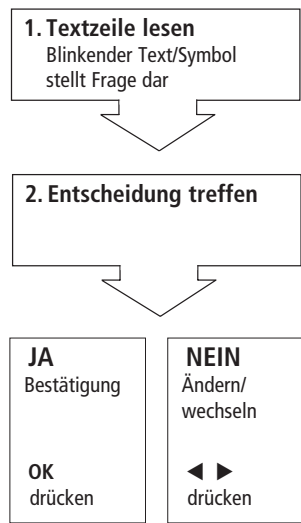 1. Textzeile lesen
Blinkender Text/Symbol
stellt Frage dar
2. Entscheidung treffen
JA
Bestätigung
OK
drücken
NEIN
Ändern/
wechseln
◀ ▶
drücken